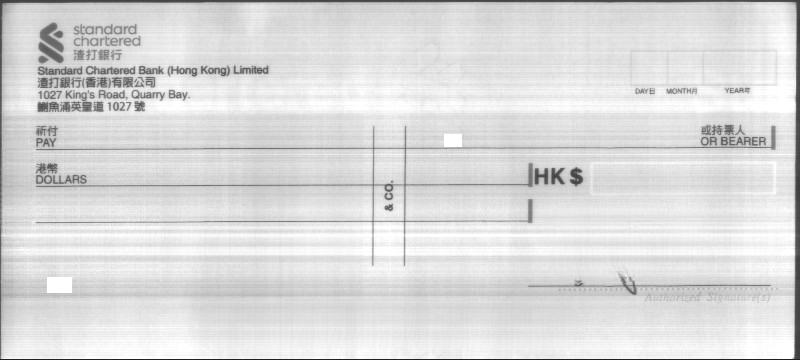 standard
chartered
渣打銀行
Standard Chartered Bank (Hong Kong) Limited
渣打銀行(香港)有限公司
1027 King's Road, Quarry Bay.
鰂魚涌英皇道 1027 號
DAY日 MONTH月 YEAR年
祈付
PAY
或持票人
OR BEARER
港幣
DOLLARS
HK $
& CO.
Authorized Signature(s)